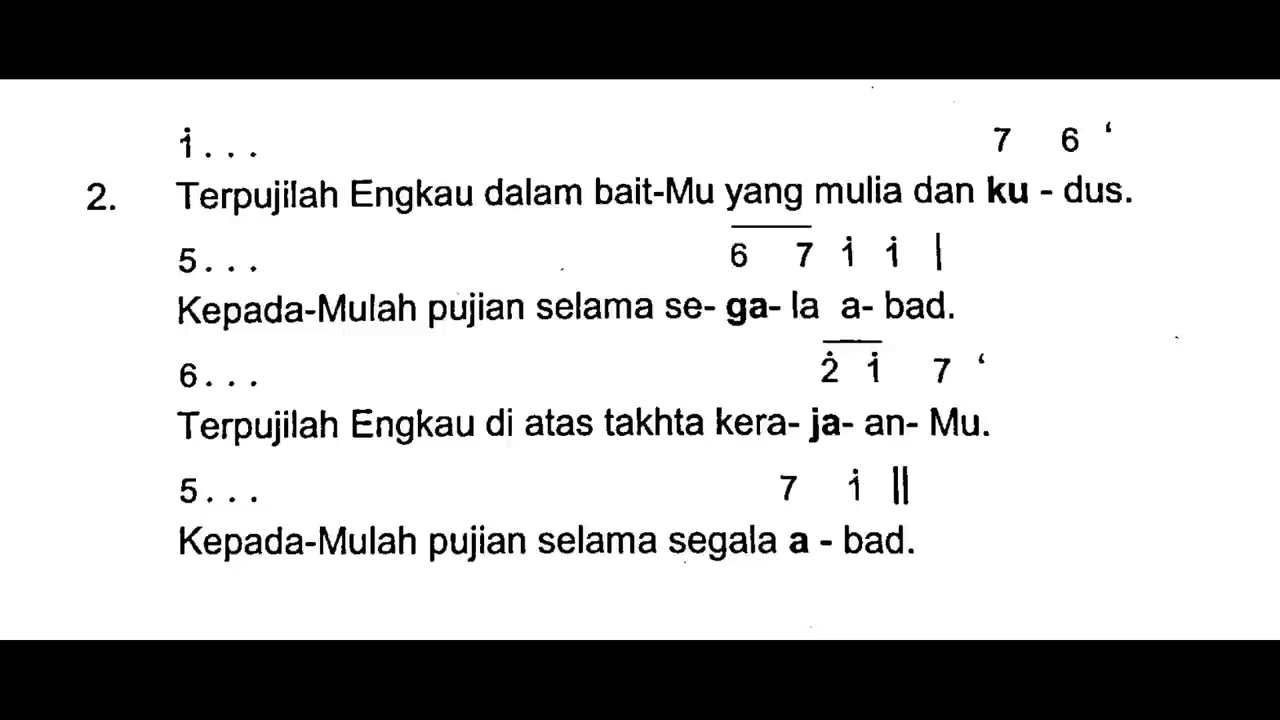 i̇ . . . 7 6 ‘
2. Terpujilah Engkau dalam bait-Mu yang mulia dan ku - dus.
5 . . . 6 7 i̇ i̇ |
Kepada-Mulah pujian selama se- ga- la a- bad.
6 . . . 2̇ i̇ 7 ‘
Terpujilah Engkau di atas takhta kera- ja- an- Mu.
5 . . . 7 i̇ ||
Kepada-Mulah pujian selama segala a - bad.